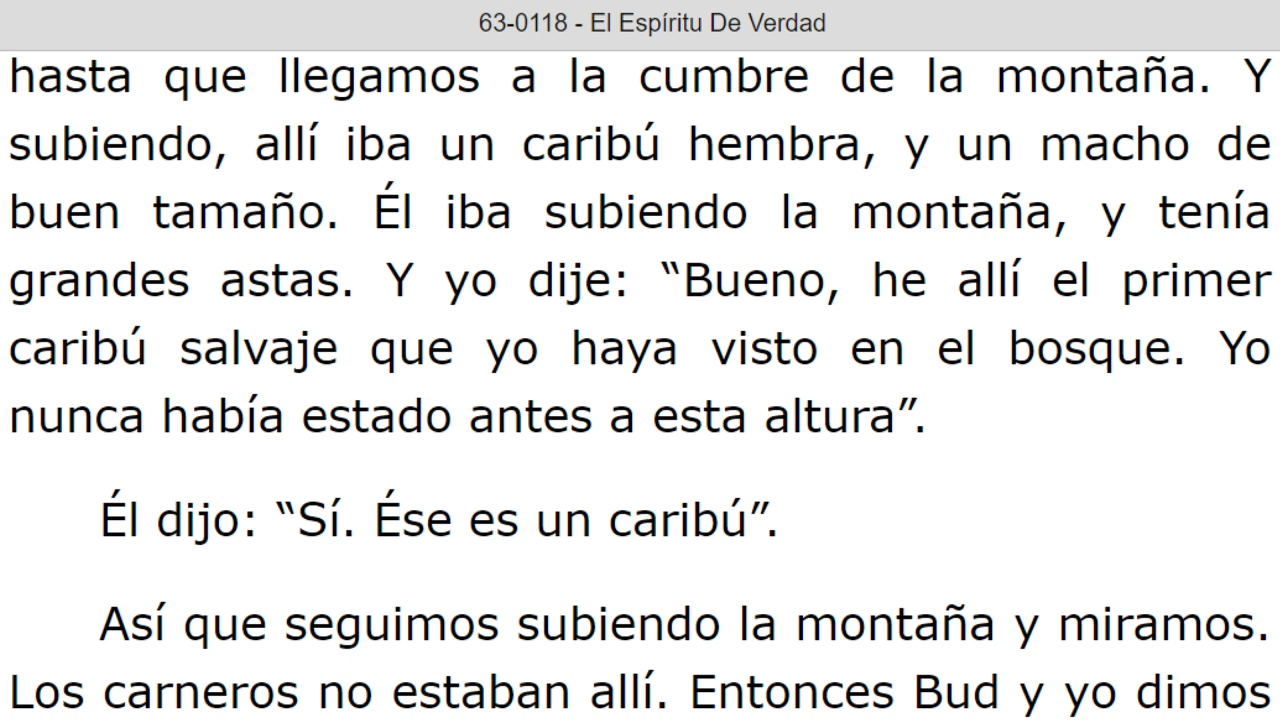 63-0118 - El Espíritu De Verdad
hasta que llegamos a la cumbre de la montaña. Y
subiendo, allí iba un caribú hembra, y un macho de
buen tamaño. Él iba subiendo la montaña, y tenía
grandes astas. Y yo dije: “Bueno, he allí el primer
caribú salvaje que yo haya visto en el bosque. Yo
nunca había estado antes a esta altura”.
Él dijo: “Sí. Ése es un caribú”.
Así que seguimos subiendo la montaña y miramos.
Los carneros no estaban allí. Entonces Bud y yo dimos